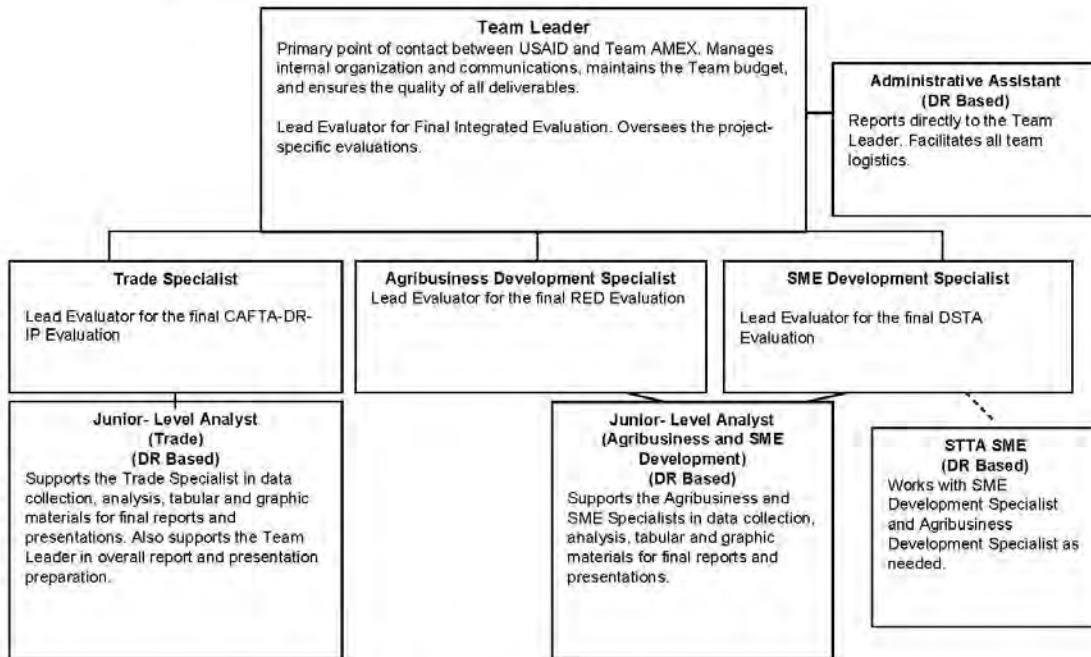 Team Leader
Primary point of contact between USAID and Team AMEX. Manages
internal organization and communications, maintains the Team budget,
and ensures the quality of all deliverables.
Lead Evaluator for Final Integrated Evaluation. Oversees the project-
specific evaluations.
Administrative Assistant
(DR Based)
Reports directly to the Team
Leader. Facilitates all team
logistics.
Trade Specialist
Lead Evaluator for the final CAFTA-DR-
IP Evaluation
Agribusiness Development Specialist
Lead Evaluator for the final RED Evaluation
SME Development Specialist
Lead Evaluator for the final DSTA
Evaluation
Junior- Level Analyst
(Trade)
(DR Based)
Supports the Trade Specialist in data
collection, analysis, tabular and graphic
materials for final reports and
presentations. Also supports the Team
Leader in overall report and presentation
preparation.
Junior- Level Analyst
(Agribusiness and SME
Development)
(DR Based)
Supports the Agribusiness and
SME Specialists in data collection,
analysis, tabular and graphic
materials for final reports and
presentations.
STTA SME
(DR Based)
Works with SME
Development Specialist
and Agribusiness
Development Specialist as
needed.